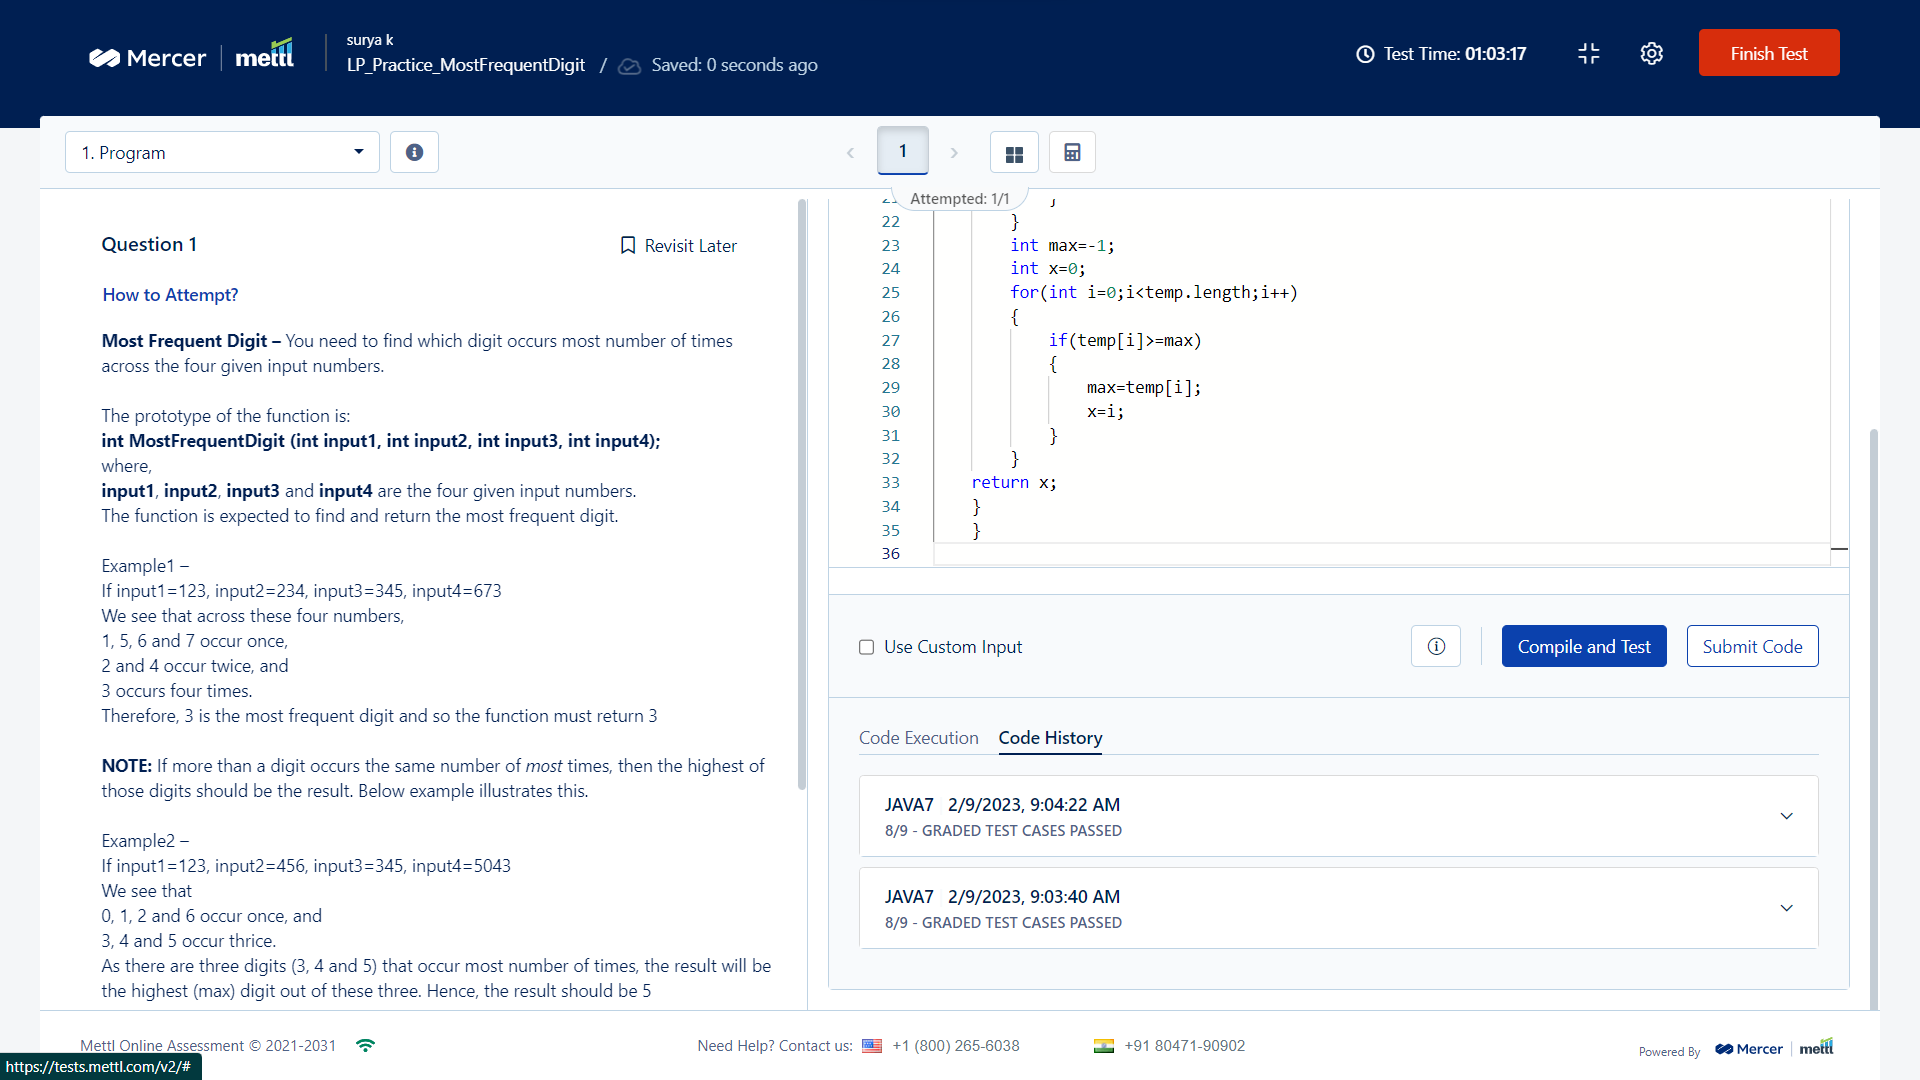 Mercer mettl
surya k
LP_Practice_MostFrequentDigit / Saved: 0 seconds ago
Test Time: 01:03:17
Finish Test
1. Program
1
Attempted: 1/1
Question 1
Revisit Later
How to Attempt?
Most Frequent Digit – You need to find which digit occurs most number of times
across the four given input numbers.
The prototype of the function is:
int MostFrequentDigit (int input1, int input2, int input3, int input4);
where,
input1, input2, input3 and input4 are the four given input numbers.
The function is expected to find and return the most frequent digit.
Example1 –
If input1=123, input2=234, input3=345, input4=673
We see that across these four numbers,
1, 5, 6 and 7 occur once,
2 and 4 occur twice, and
3 occurs four times.
Therefore, 3 is the most frequent digit and so the function must return 3
NOTE: If more than a digit occurs the same number of most times, then the highest of
those digits should be the result. Below example illustrates this.
Example2 –
If input1=123, input2=456, input3=345, input4=5043
We see that
0, 1, 2 and 6 occur once, and
3, 4 and 5 occur thrice.
As there are three digits (3, 4 and 5) that occur most number of times, the result will be
the highest (max) digit out of these three. Hence, the result should be 5
22 }
23 int max=-1;
24 int x=0;
25 for(int i=0;i<temp.length;i++)
26 {
27 if(temp[i]>=max)
28 {
29 max=temp[i];
30 x=i;
31 }
32 }
33 return x;
34 }
35 }
36
Use Custom Input
Compile and Test
Submit Code
Code Execution
Code History
JAVA7 2/9/2023, 9:04:22 AM
8/9 - GRADED TEST CASES PASSED
JAVA7 2/9/2023, 9:03:40 AM
8/9 - GRADED TEST CASES PASSED
Mettl Online Assessment © 2021-2031
Need Help? Contact us: +1 (800) 265-6038
+91 80471-90902
Powered By Mercer mettl
https://tests.mettl.com/v2/#